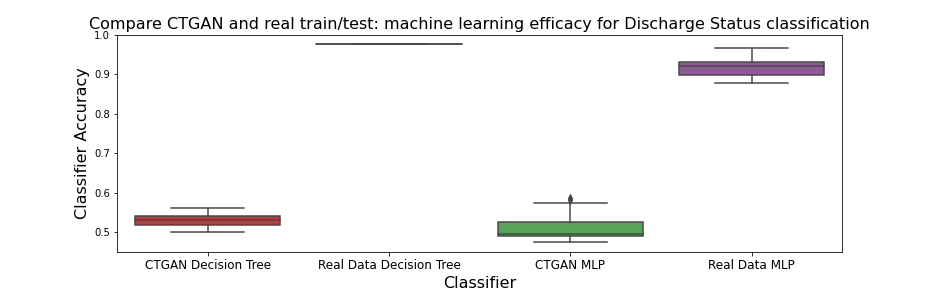 Compare CTGAN and real train/test: machine learning efficacy for Discharge Status classification
1.0
0.9
0.8
0.7
0.6
0.5
Classifier Accuracy
CTGAN Decision Tree
Real Data Decision Tree
CTGAN MLP
Real Data MLP
Classifier